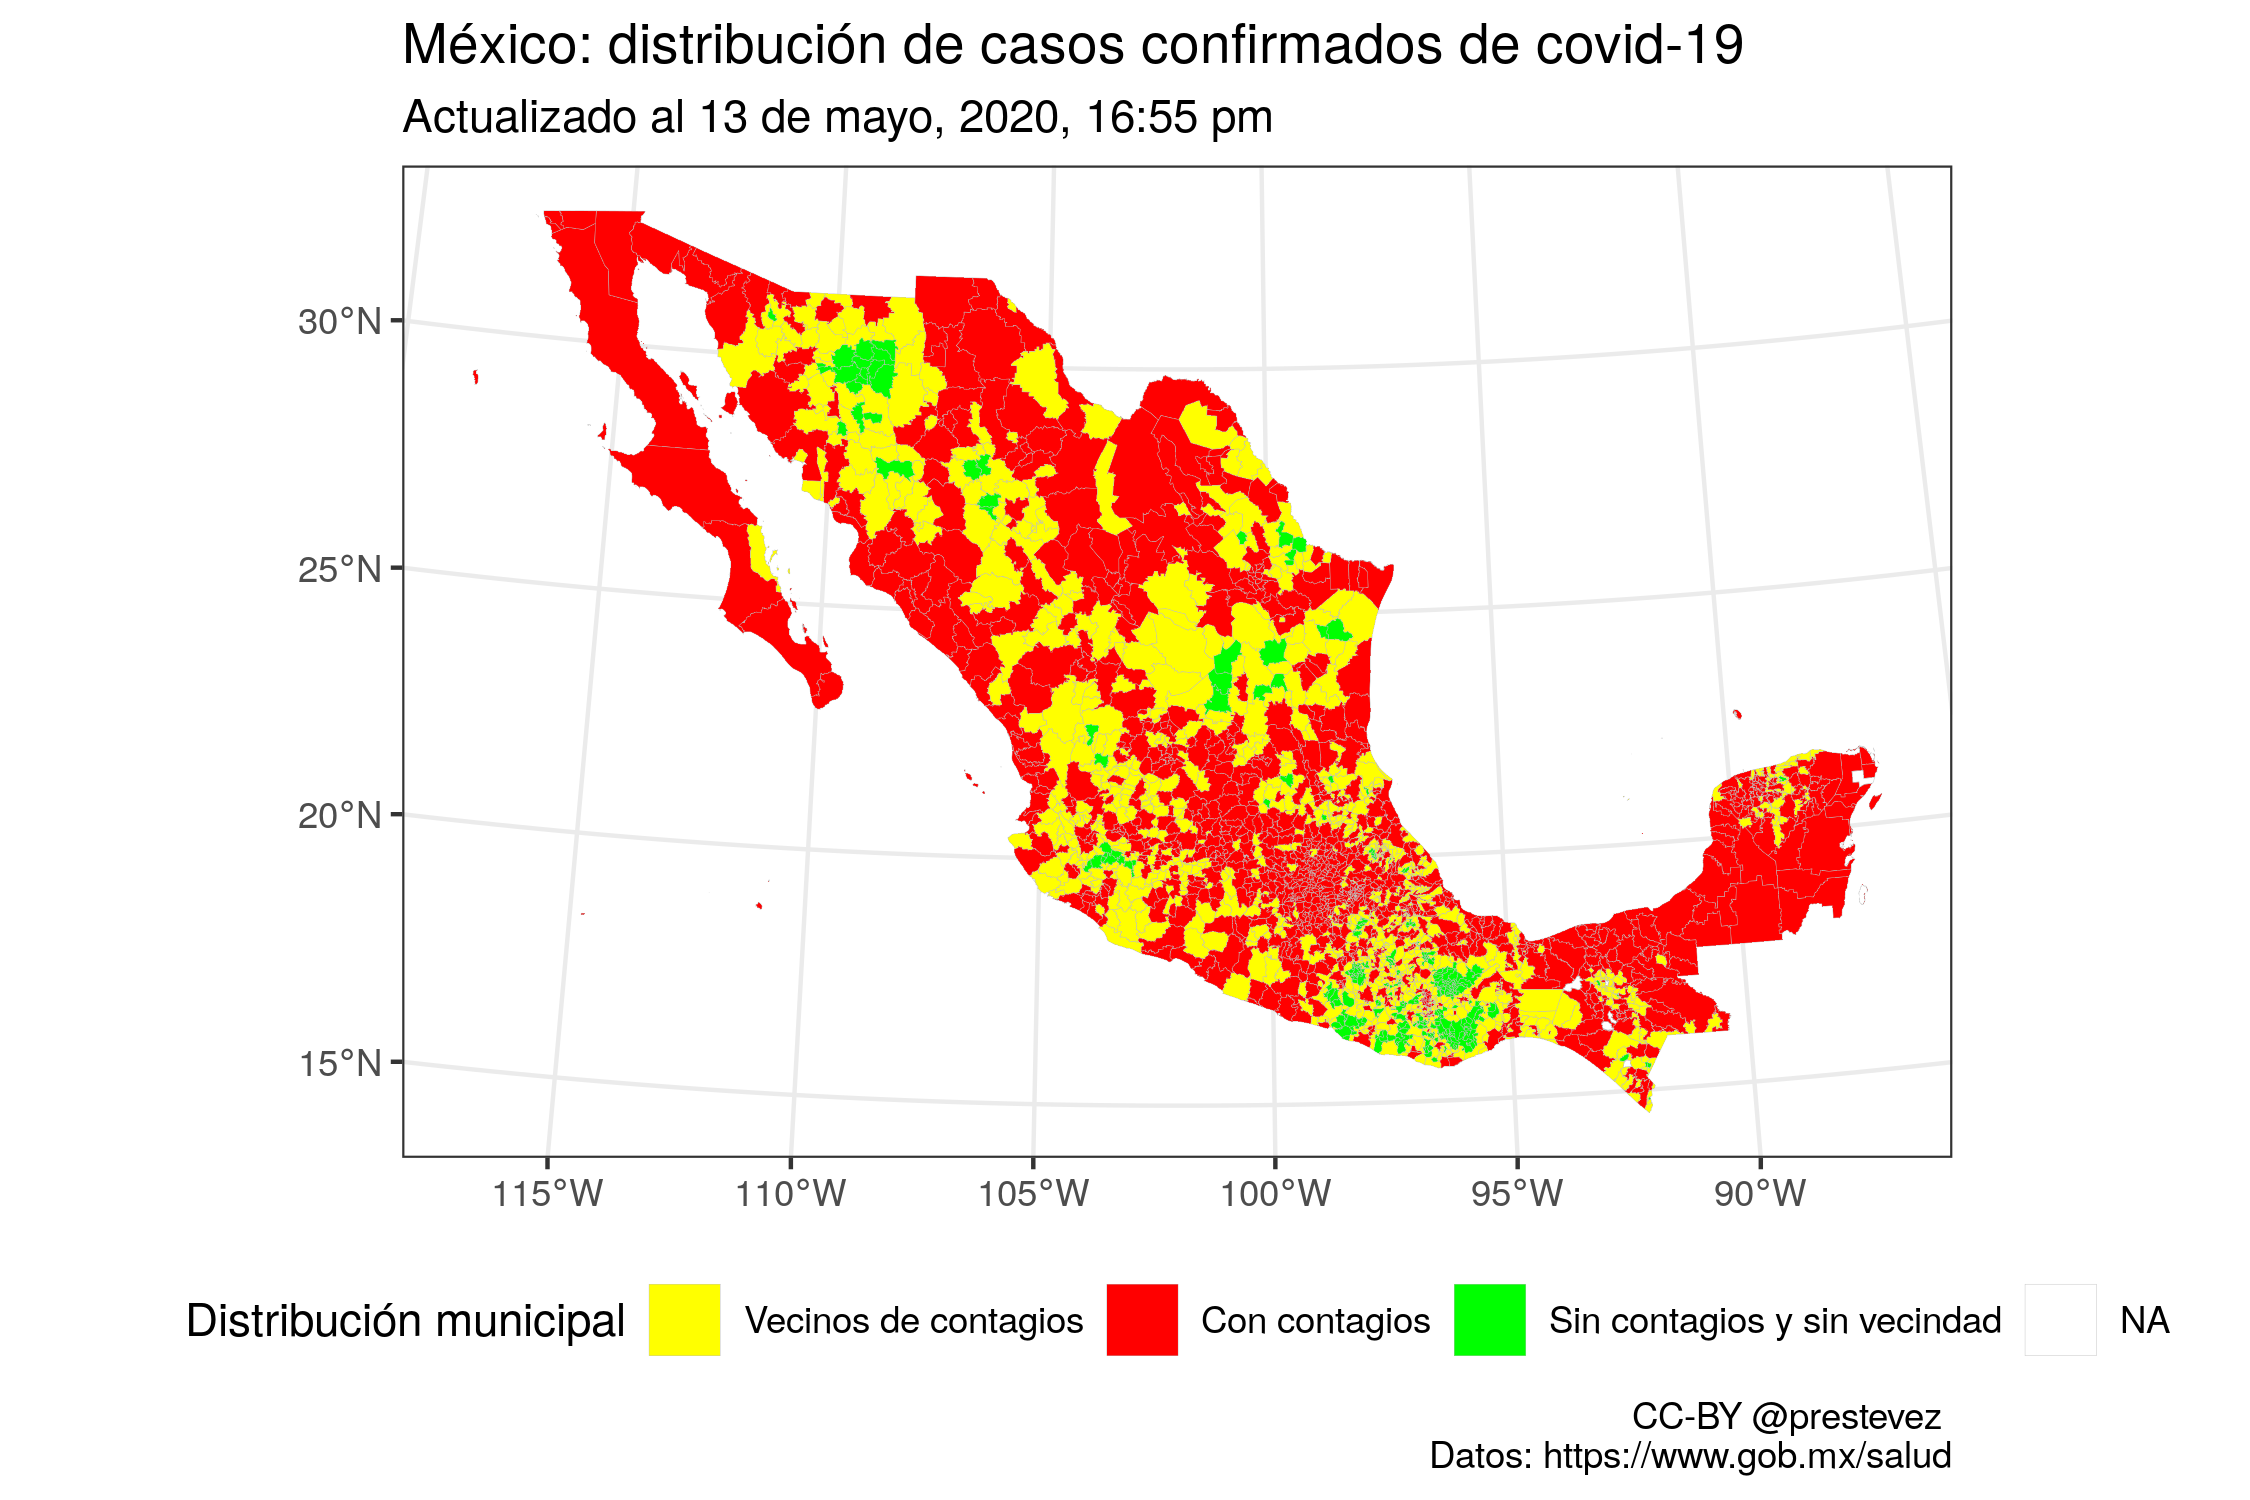 México: distribución de casos confirmados de covid-19
Actualizado al 13 de mayo, 2020, 16:55 pm
30°N
25°N
20°N
15°N
115°W 110°W 105°W 100°W 95°W 90°W
Distribución municipal Vecinos de contagios Con contagios Sin contagios y sin vecindad NA
CC-BY @prestevez
Datos: https://www.gob.mx/salud